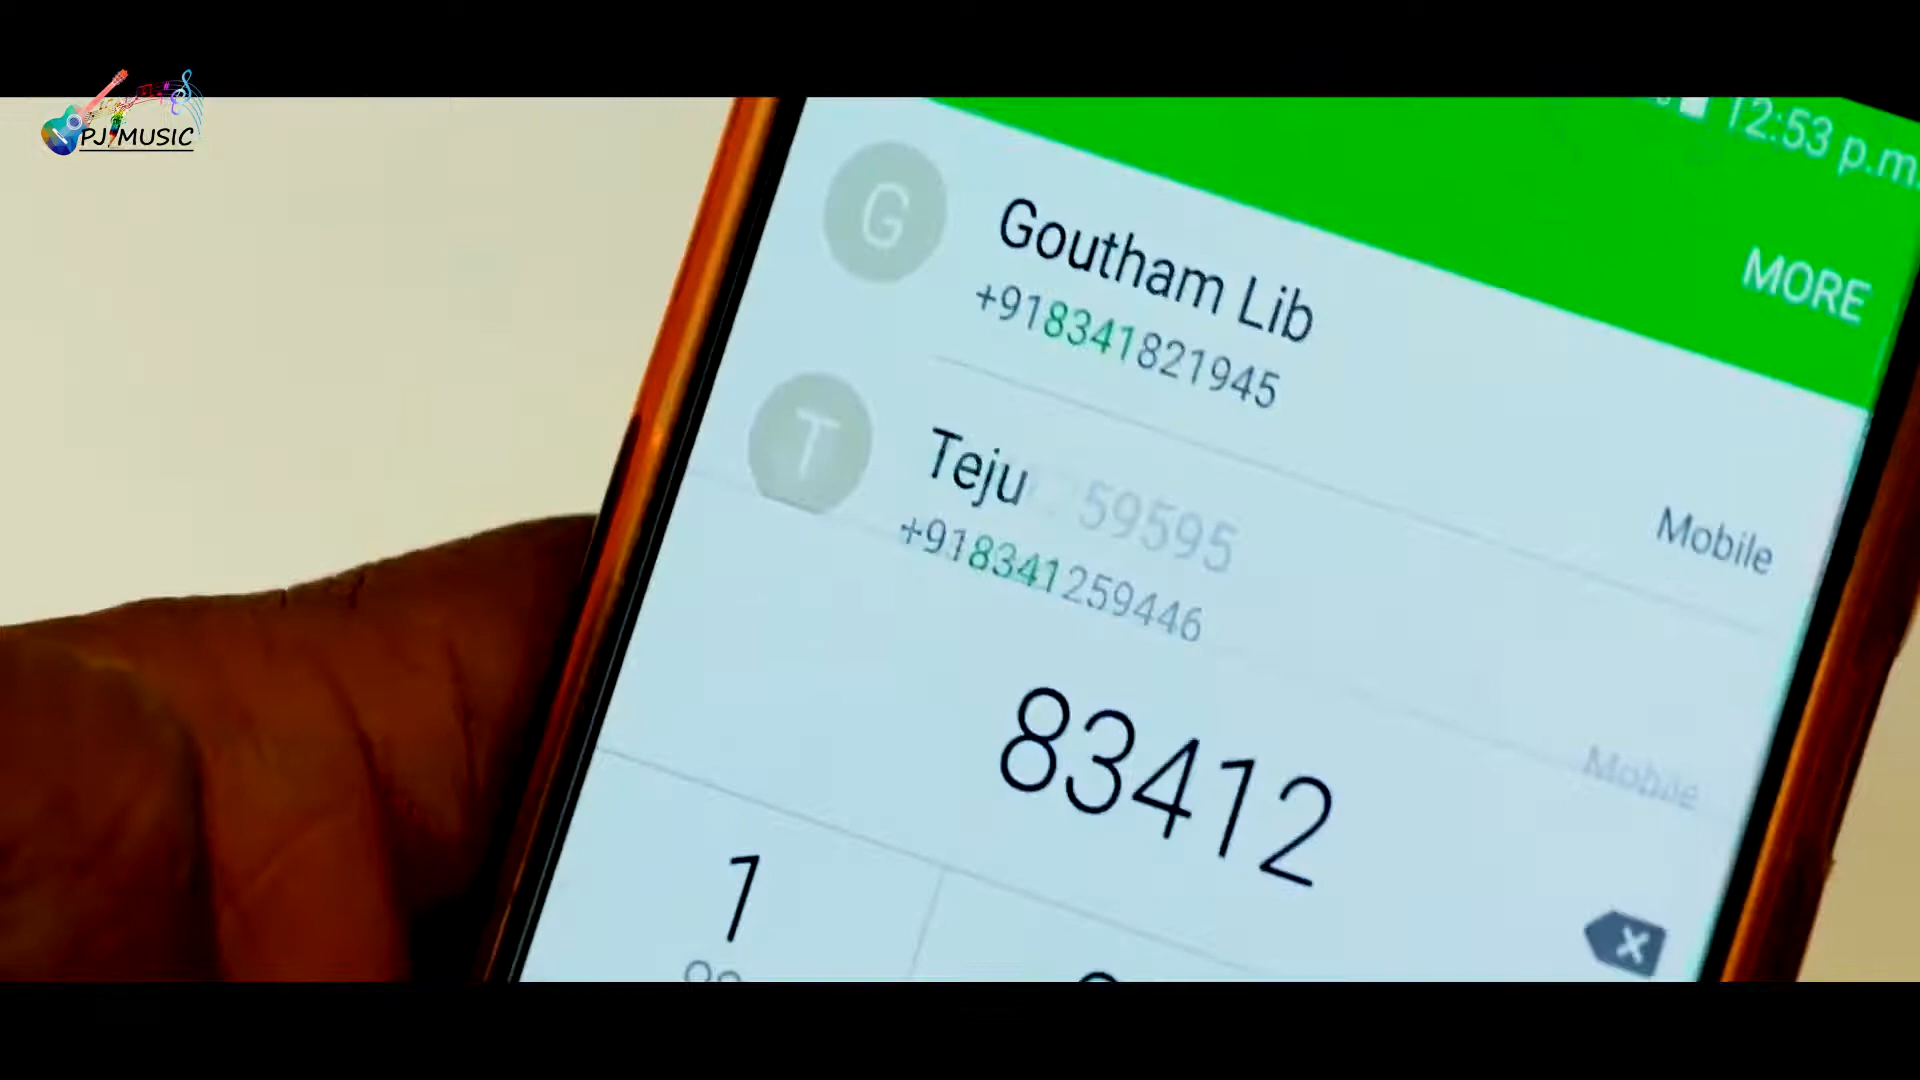 PJ MUSIC
12:53 p.m.
MORE
G
Goutham Lib
+918341821945
Mobile
T
Teju
59595
+918341259446
Mobile
83412
1